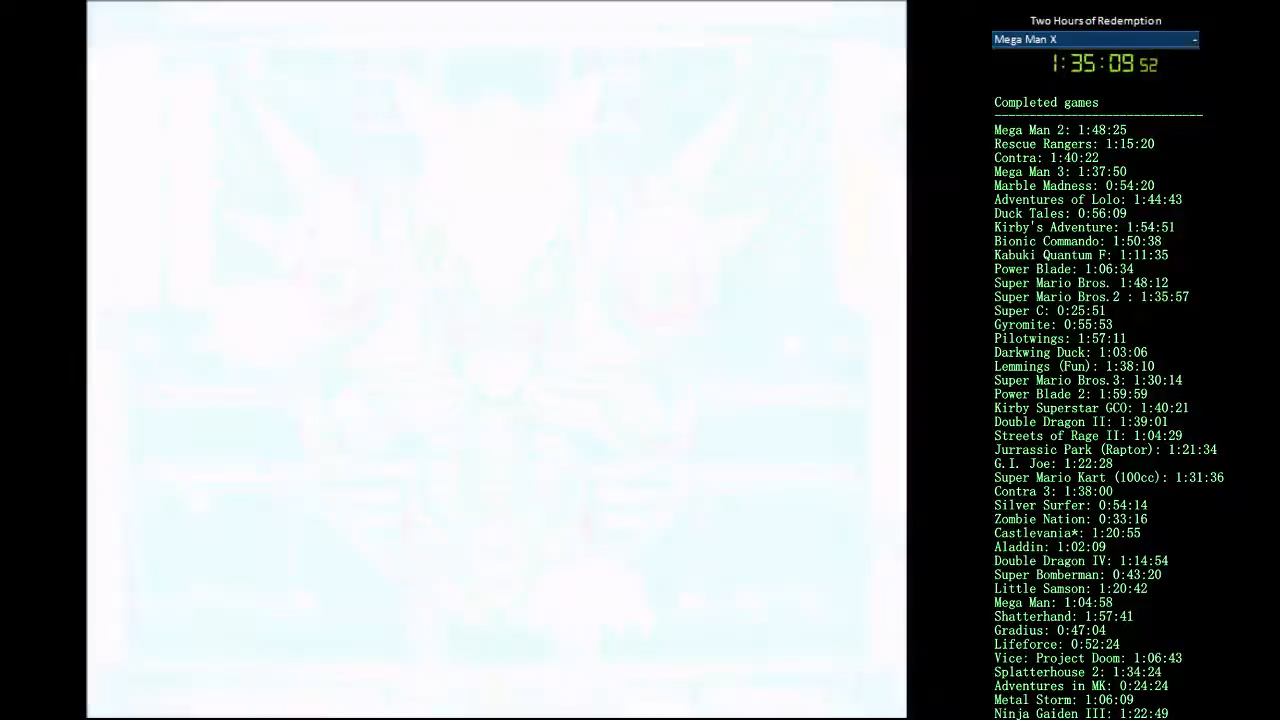 Two Hours of Redemption
Mega Man X -
1:35:09 52
Completed games
------------------------------
Mega Man 2: 1:48:25
Rescue Rangers: 1:15:20
Contra: 1:40:22
Mega Man 3: 1:37:50
Marble Madness: 0:54:20
Adventures of Lolo: 1:44:43
Duck Tales: 0:56:09
Kirby's Adventure: 1:54:51
Bionic Commando: 1:50:38
Kabuki Quantum F: 1:11:35
Power Blade: 1:06:34
Super Mario Bros. 1:48:12
Super Mario Bros.2 : 1:35:57
Super C: 0:25:51
Gyromite: 0:55:53
Pilotwings: 1:57:11
Darkwing Duck: 1:03:06
Lemmings (Fun): 1:38:10
Super Mario Bros.3: 1:30:14
Power Blade 2: 1:59:59
Kirby Superstar GCO: 1:40:21
Double Dragon II: 1:39:01
Streets of Rage II: 1:04:29
Jurrassic Park (Raptor): 1:21:34
G.I. Joe: 1:22:28
Super Mario Kart (100cc): 1:31:36
Contra 3: 1:38:00
Silver Surfer: 0:54:14
Zombie Nation: 0:33:16
Castlevania*: 1:20:55
Aladdin: 1:02:09
Double Dragon IV: 1:14:54
Super Bomberman: 0:43:20
Little Samson: 1:20:42
Mega Man: 1:04:58
Shatterhand: 1:57:41
Gradius: 0:47:04
Lifeforce: 0:52:24
Vice: Project Doom: 1:06:43
Splatterhouse 2: 1:34:24
Adventures in MK: 0:24:24
Metal Storm: 1:06:09
Ninja Gaiden III: 1:22:49